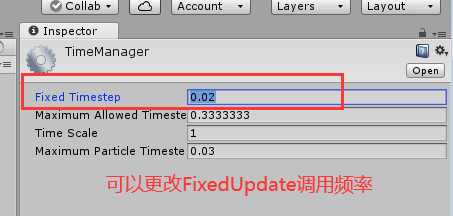 Collab
Account
Layers
Layout
Inspector
TimeManager
Open
Fixed Timestep 0.02
Maximum Allowed Timeste 0.3333333
Time Scale 1
Maximum Particle Timeste 0.03
可以更改FixedUpdate调用频率